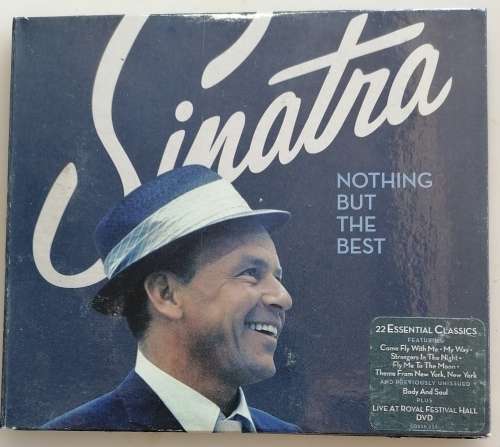 Sinatra
NOTHING
BUT
THE
BEST
22 ESSENTIAL CLASSICS
FEATURING
Come Fly With Me • My Way •
Strangers In The Night •
Fly Me To The Moon •
Theme From New York, New York
AND PREVIOUSLY UNISSUED
Body And Soul
PLUS
LIVE AT ROYAL FESTIVAL HALL
DVD